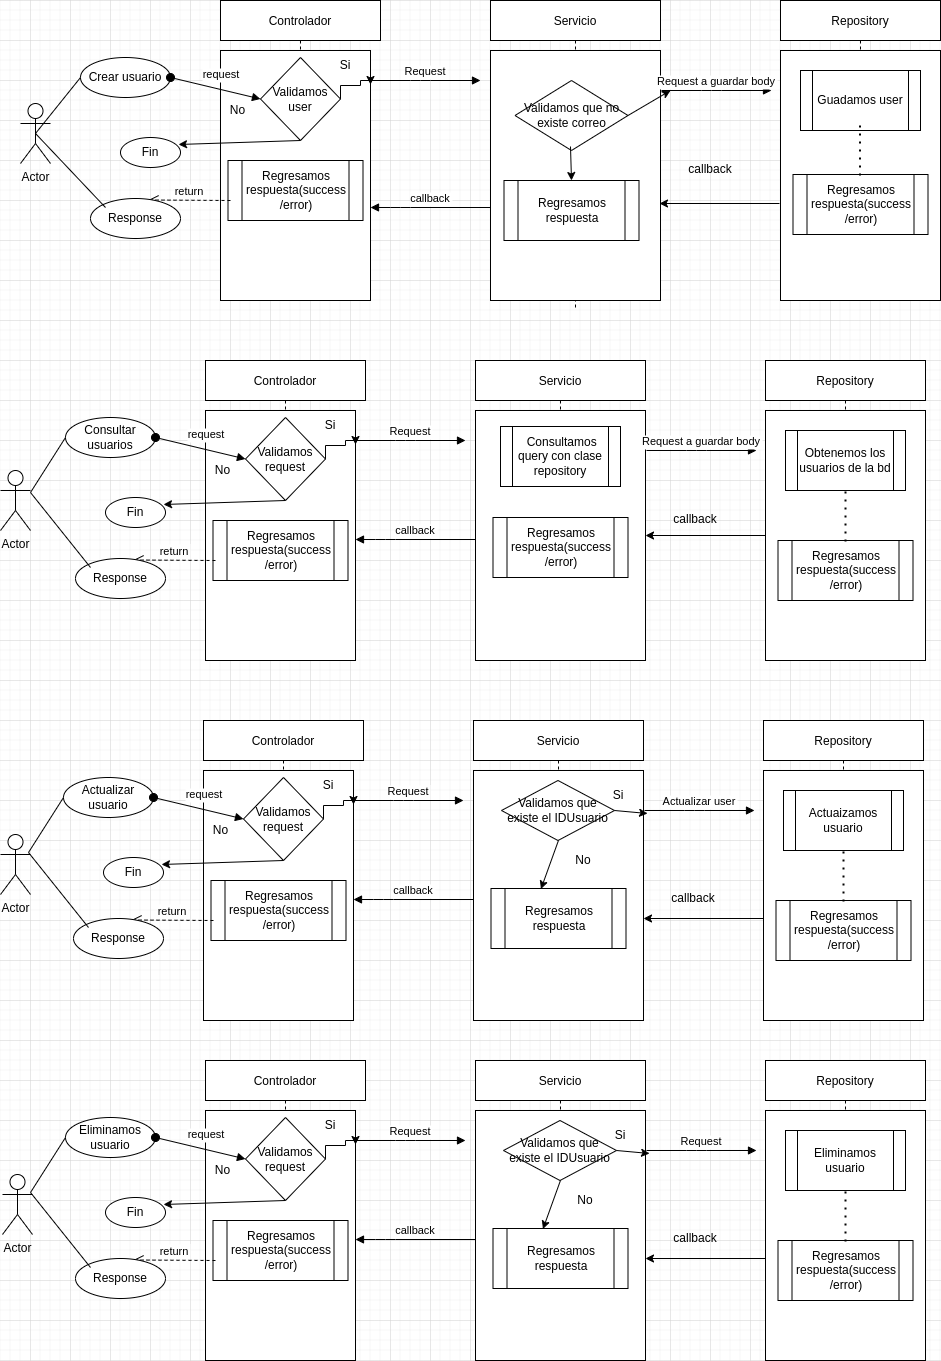 Controlador
Servicio
Repository
Crear usuario
request
Si
Validamos
user
No
Request
Validamos que no
existe correo
Request a guardar body
Guadamos user
Actor
Fin
Response
return
Regresamos
respuesta(success
/error)
callback
Regresamos
respuesta
callback
Regresamos
respuesta(success
/error)
Controlador
Servicio
Repository
Consultar
usuarios
request
Si
Validamos
request
No
Request
Consultamos
query con clase
repository
Request a guardar body
Obtenemos los
usuarios de la bd
Actor
Fin
Response
return
Regresamos
respuesta(success
/error)
callback
Regresamos
respuesta(success
/error)
callback
Regresamos
respuesta(success
/error)
Controlador
Servicio
Repository
Actualizar
usuario
request
Si
Validamos
request
No
Request
Validamos que
existe el IDUsuario
Si
No
Actualizar user
Actuaizamos
usuario
Actor
Fin
Response
return
Regresamos
respuesta(success
/error)
callback
Regresamos
respuesta
callback
Regresamos
respuesta(success
/error)
Controlador
Servicio
Repository
Eliminamos
usuario
request
Si
Validamos
request
No
Request
Validamos que
existe el IDUsuario
Si
No
Request
Eliminamos
usuario
Actor
Fin
Response
return
Regresamos
respuesta(success
/error)
callback
Regresamos
respuesta
callback
Regresamos
respuesta(success
/error)